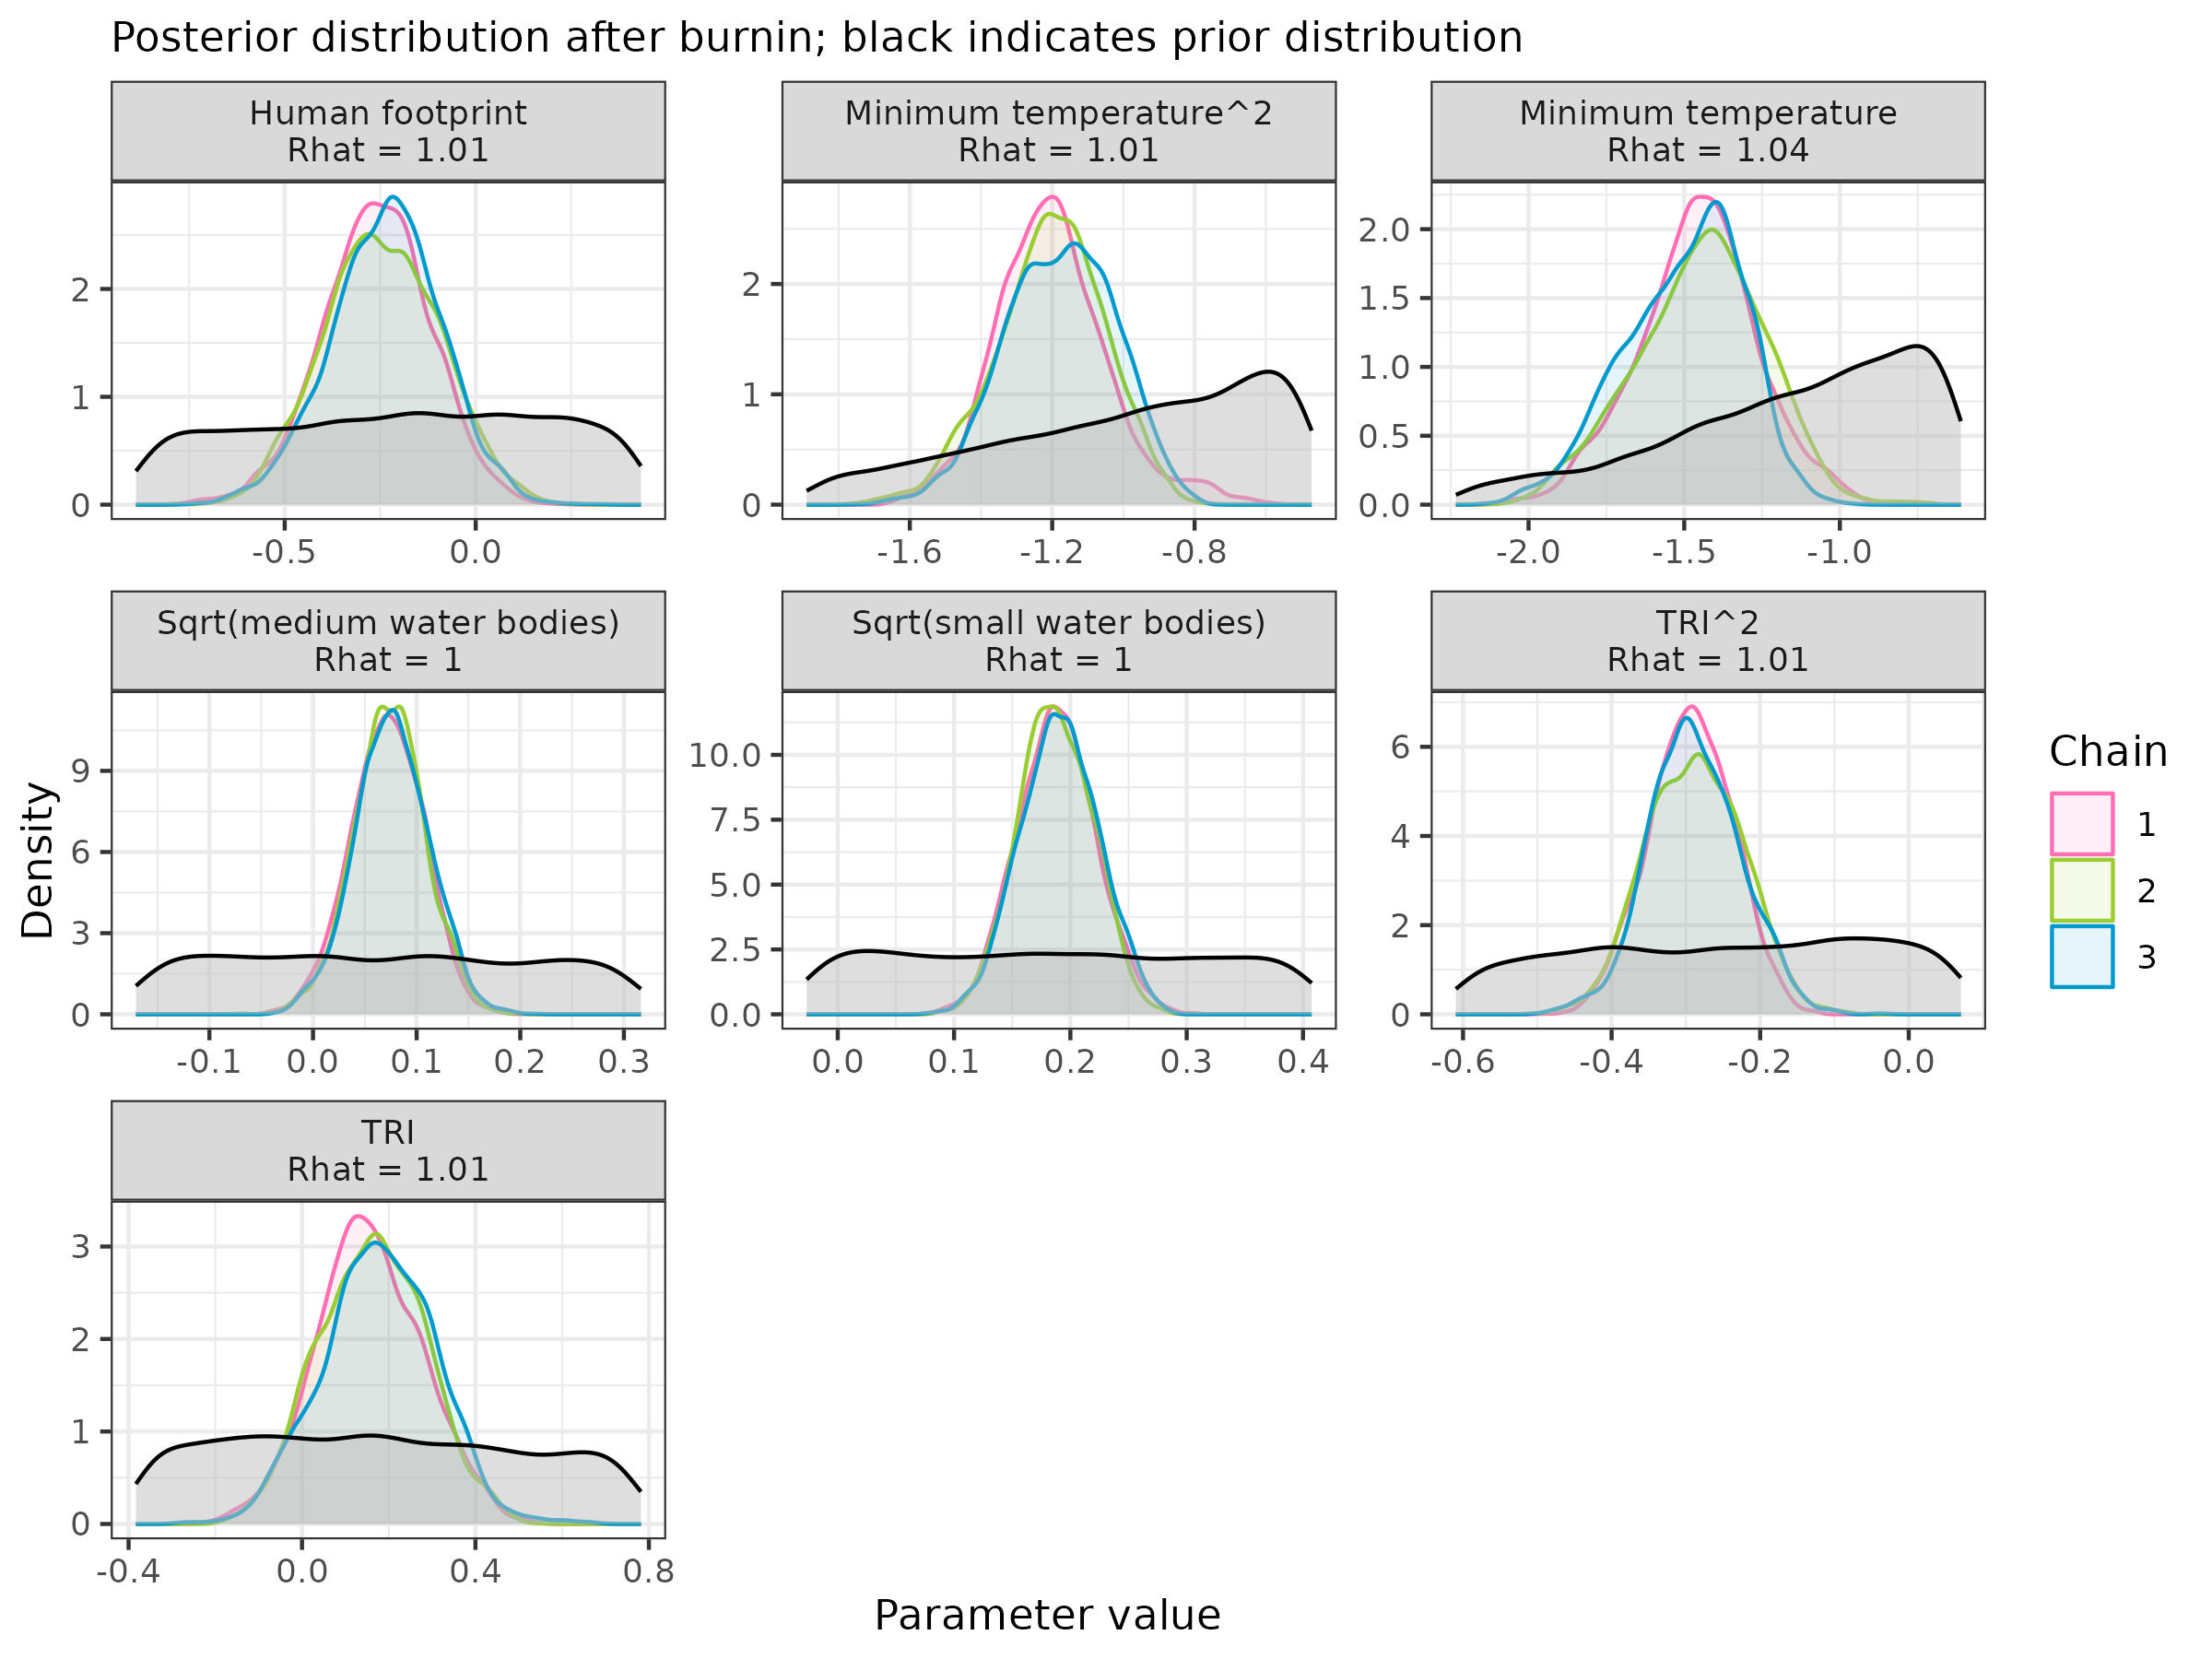 Posterior distribution after burnin; black indicates prior distribution
Human footprint
Rhat = 1.01
Minimum temperature^2
Rhat = 1.01
Minimum temperature
Rhat = 1.04
2
1
0
-0.5 0.0
2
1
0
-1.6 -1.2 -0.8
2.0
1.5
1.0
0.5
0.0
-2.0 -1.5 -1.0
Sqrt(medium water bodies)
Rhat = 1
Sqrt(small water bodies)
Rhat = 1
TRI^2
Rhat = 1.01
9
6
3
0
-0.1 0.0 0.1 0.2 0.3
10.0
7.5
5.0
2.5
0.0
0.0 0.1 0.2 0.3 0.4
6
4
2
0
-0.6 -0.4 -0.2 0.0
TRI
Rhat = 1.01
3
2
1
0
-0.4 0.0 0.4 0.8
Density
Parameter value
Chain
1
2
3